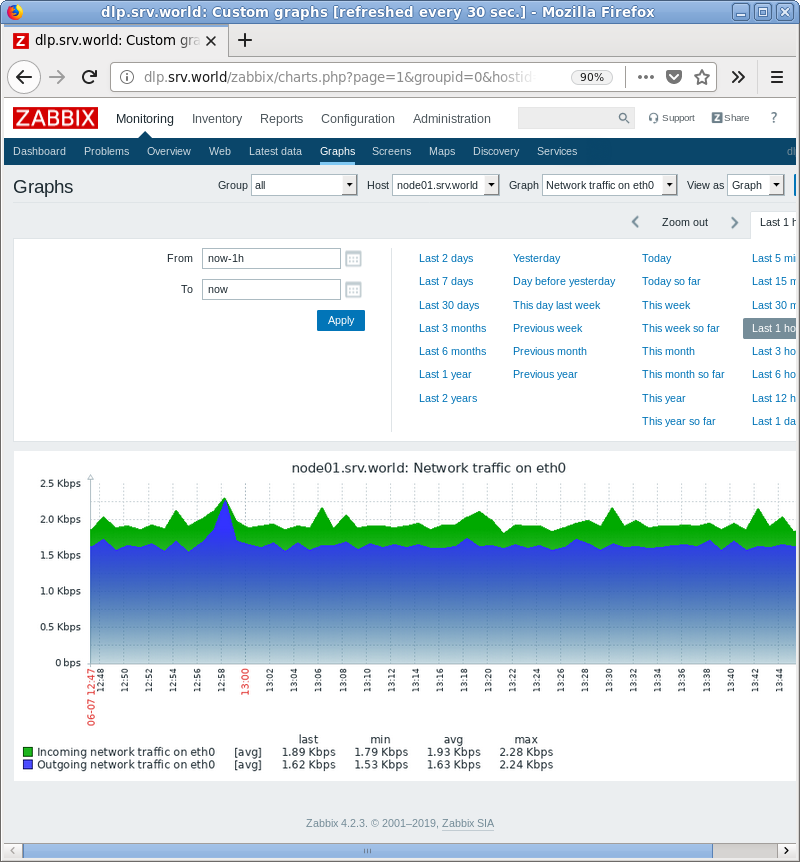 dlp.srv.world: Custom graphs [refreshed every 30 sec.] - Mozilla Firefox
Z dlp.srv.world: Custom gra
dlp.srv.world/zabbix/charts.php?page=1&groupid=0&hostid 90%
ZABBIX Monitoring Inventory Reports Configuration Administration Support Z Share ?
Dashboard Problems Overview Web Latest data Graphs Screens Maps Discovery Services dl
Graphs Group all Host node01.srv.world Graph Network traffic on eth0 View as Graph
Zoom out Last 1 h
From now-1h Last 2 days Yesterday Today Last 5 mi
Last 7 days Day before yesterday Today so far Last 15 m
To now Last 30 days This day last week This week Last 30 m
Apply Last 3 months Previous week This week so far Last 1 ho
Last 6 months Previous month This month Last 3 ho
Last 1 year Previous year This month so far Last 6 ho
Last 2 years This year Last 12 h
This year so far Last 1 da
node01.srv.world: Network traffic on eth0
2.5 Kbps
2.0 Kbps
1.5 Kbps
1.0 Kbps
0.5 Kbps
0 bps
06-07 12:47 12:48 12:50 12:52 12:54 12:56 12:58 13:00 13:02 13:04 13:06 13:08 13:10 13:12 13:14 13:16 13:18 13:20 13:22 13:24 13:26 13:28 13:30 13:32 13:34 13:36 13:38 13:40 13:42 13:44
last min avg max
Incoming network traffic on eth0 [avg] 1.89 Kbps 1.79 Kbps 1.93 Kbps 2.28 Kbps
Outgoing network traffic on eth0 [avg] 1.62 Kbps 1.53 Kbps 1.63 Kbps 2.24 Kbps
Zabbix 4.2.3. © 2001–2019, Zabbix SIA